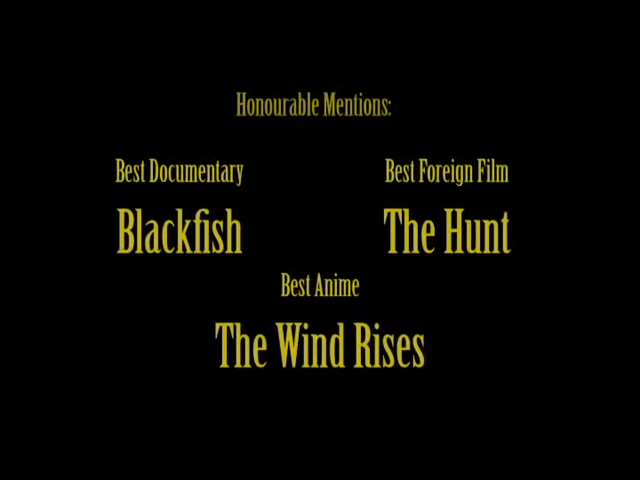 Honourable Mentions:
Best Documentary
Blackfish
Best Foreign Film
The Hunt
Best Anime
The Wind Rises